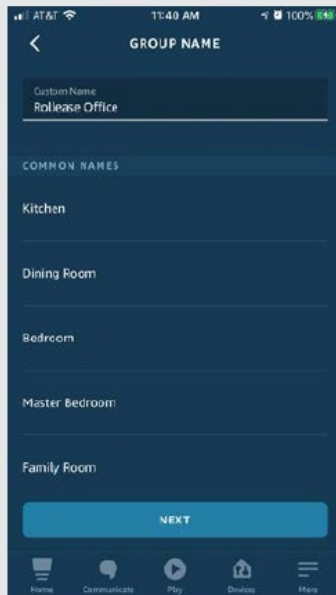 AT&T 11:40 AM 100%
GROUP NAME
Custom Name
Rollease Office
COMMON NAMES
Kitchen
Dining Room
Bedroom
Master Bedroom
Family Room
NEXT
Home Communicate Play Devices More